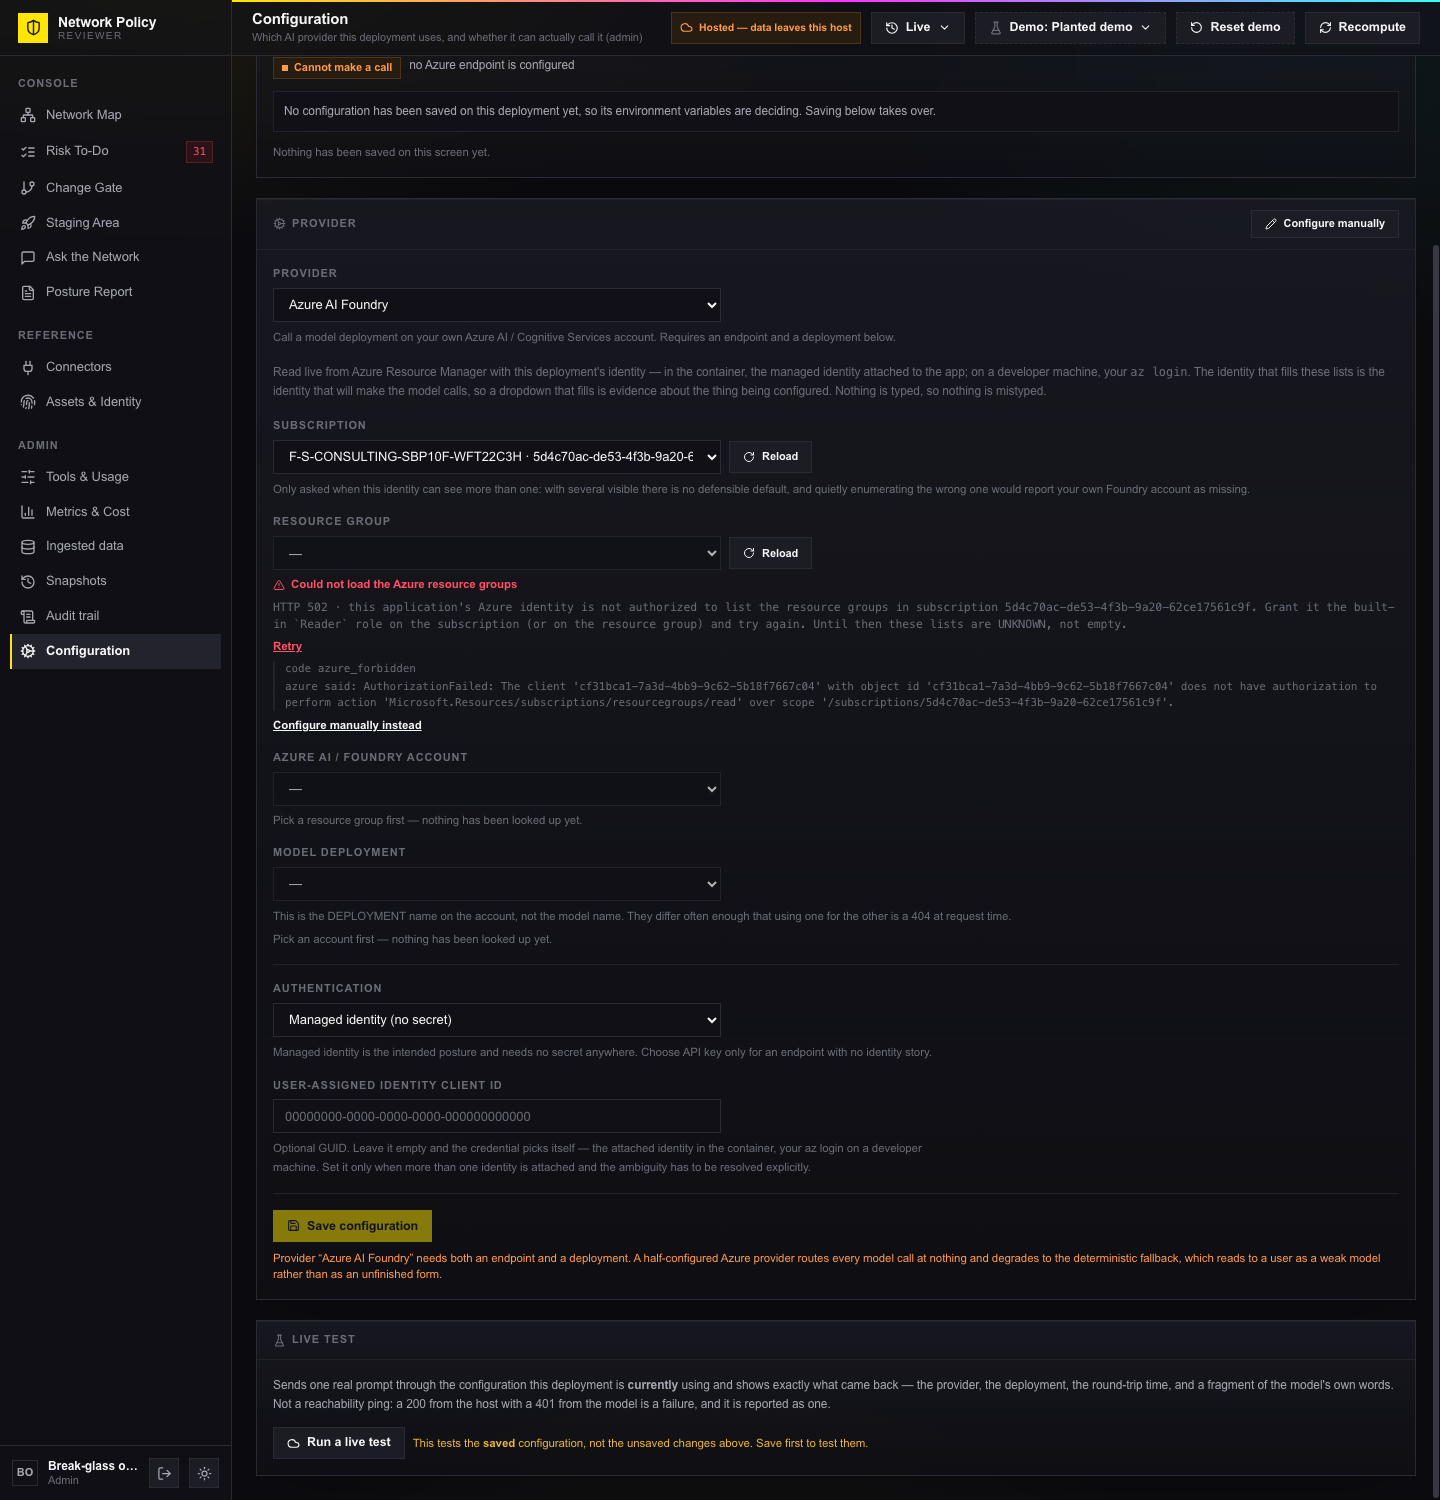 Network Policy
REVIEWER
Configuration
Which AI provider this deployment uses, and whether it can actually call it (admin)
Hosted — data leaves this host
Live
Demo: Planted demo
Reset demo
Recompute
CONSOLE
Network Map
Risk To-Do
31
Change Gate
Staging Area
Ask the Network
Posture Report
REFERENCE
Connectors
Assets & Identity
ADMIN
Tools & Usage
Metrics & Cost
Ingested data
Snapshots
Audit trail
Configuration
BO
Break-glass o...
Admin
Cannot make a call
no Azure endpoint is configured
No configuration has been saved on this deployment yet, so its environment variables are deciding. Saving below takes over.
Nothing has been saved on this screen yet.
PROVIDER
Configure manually
PROVIDER
Azure AI Foundry
Call a model deployment on your own Azure AI / Cognitive Services account. Requires an endpoint and a deployment below.
Read live from Azure Resource Manager with this deployment's identity — in the container, the managed identity attached to the app; on a developer machine, your az login. The identity that fills these lists is the
identity that will make the model calls, so a dropdown that fills is evidence about the thing being configured. Nothing is typed, so nothing is mistyped.
SUBSCRIPTION
F-S-CONSULTING-SBP10F-WFT22C3H · 5d4c70ac-de53-4f3b-9a20-6
Reload
Only asked when this identity can see more than one: with several visible there is no defensible default, and quietly enumerating the wrong one would report your own Foundry account as missing.
RESOURCE GROUP
—
Reload
Could not load the Azure resource groups
HTTP 502 · this application's Azure identity is not authorized to list the resource groups in subscription 5d4c70ac-de53-4f3b-9a20-62ce17561c9f. Grant it the built-
in `Reader` role on the subscription (or on the resource group) and try again. Until then these lists are UNKNOWN, not empty.
Retry
code azure_forbidden
azure said: AuthorizationFailed: The client 'cf31bca1-7a3d-4bb9-9c62-5b18f7667c04' with object id 'cf31bca1-7a3d-4bb9-9c62-5b18f7667c04' does not have authorization to
perform action 'Microsoft.Resources/subscriptions/resourcegroups/read' over scope '/subscriptions/5d4c70ac-de53-4f3b-9a20-62ce17561c9f'.
Configure manually instead
AZURE AI / FOUNDRY ACCOUNT
—
Pick a resource group first — nothing has been looked up yet.
MODEL DEPLOYMENT
—
This is the DEPLOYMENT name on the account, not the model name. They differ often enough that using one for the other is a 404 at request time.
Pick an account first — nothing has been looked up yet.
AUTHENTICATION
Managed identity (no secret)
Managed identity is the intended posture and needs no secret anywhere. Choose API key only for an endpoint with no identity story.
USER-ASSIGNED IDENTITY CLIENT ID
00000000-0000-0000-0000-000000000000
Optional GUID. Leave it empty and the credential picks itself — the attached identity in the container, your az login on a developer
machine. Set it only when more than one identity is attached and the ambiguity has to be resolved explicitly.
Save configuration
Provider “Azure AI Foundry” needs both an endpoint and a deployment. A half-configured Azure provider routes every model call at nothing and degrades to the deterministic fallback, which reads to a user as a weak model
rather than as an unfinished form.
LIVE TEST
Sends one real prompt through the configuration this deployment is currently using and shows exactly what came back — the provider, the deployment, the round-trip time, and a fragment of the model's own words.
Not a reachability ping: a 200 from the host with a 401 from the model is a failure, and it is reported as one.
Run a live test
This tests the saved configuration, not the unsaved changes above. Save first to test them.